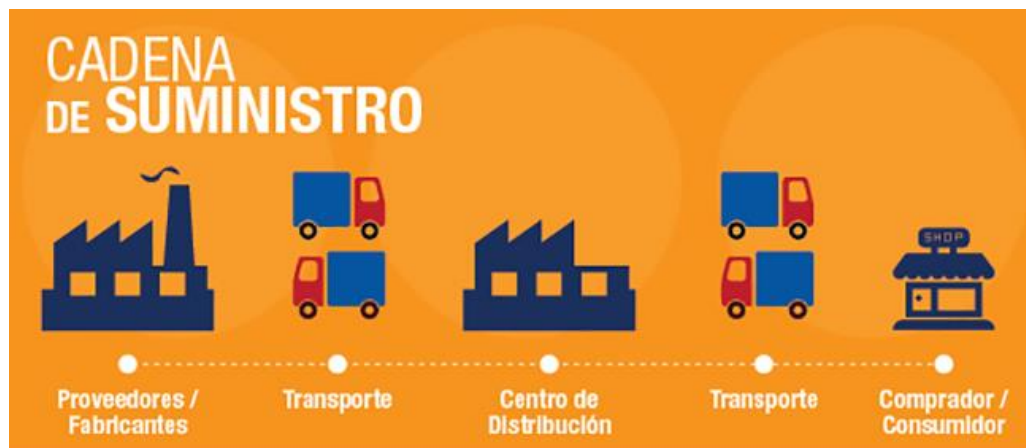 CADENA
DE SUMINISTRO
SHOP
Proveedores /
Fabricantes
Transporte
Centro de
Distribución
Transporte
Comprador /
Consumidor